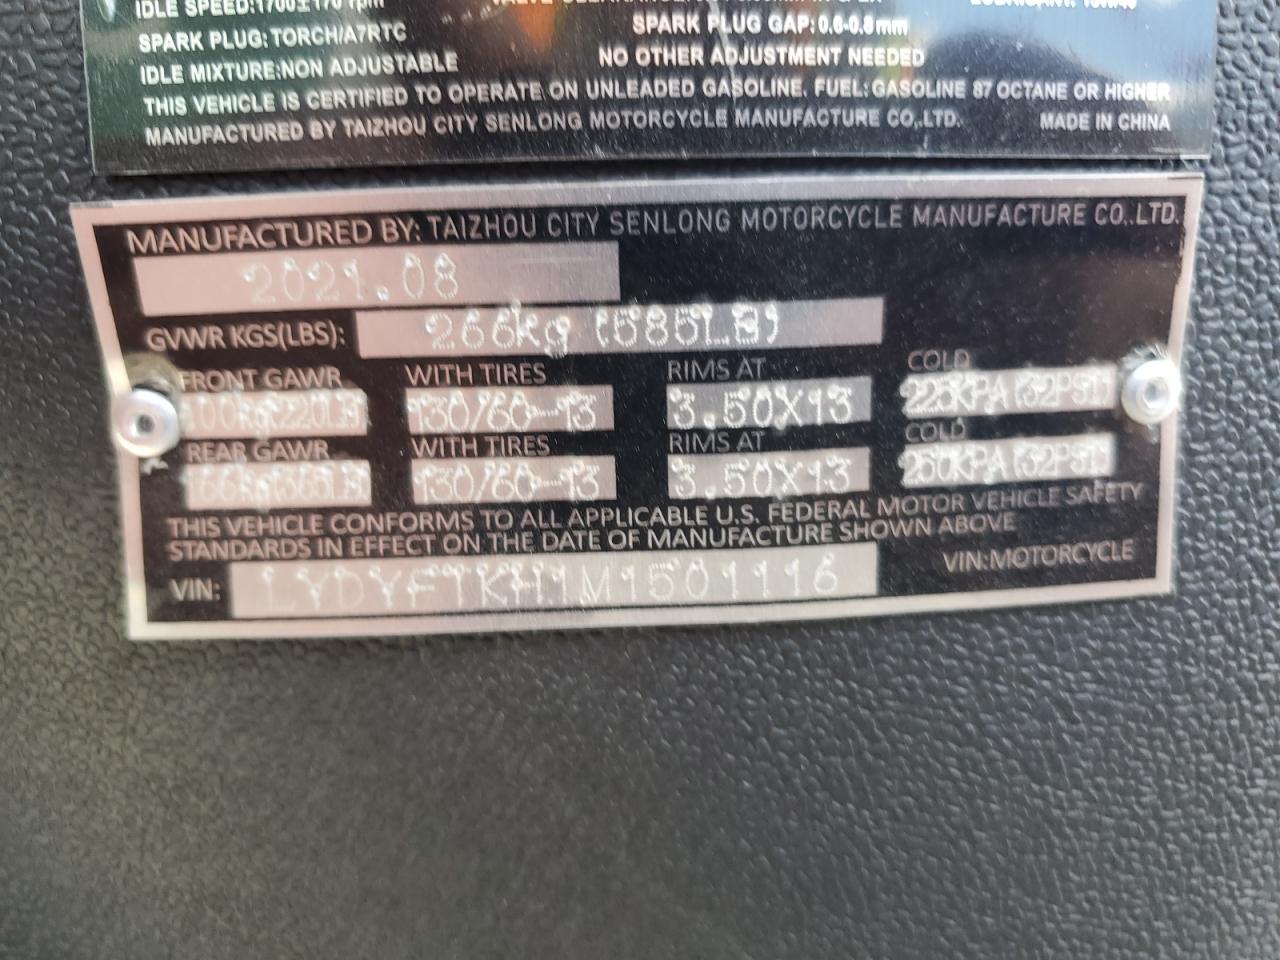 IDLE SPEED:1700±170 rpm
SPARK PLUG: TORCH/A7RTC SPARK PLUG GAP: 0.6-0.8mm
IDLE MIXTURE:NON ADJUSTABLE NO OTHER ADJUSTMENT NEEDED
THIS VEHICLE IS CERTIFIED TO OPERATE ON UNLEADED GASOLINE. FUEL: GASOLINE 87 OCTANE OR HIGHER
MANUFACTURED BY TAIZHOU CITY SENLONG MOTORCYCLE MANUFACTURE CO,.LTD. MADE IN CHINA
MANUFACTURED BY: TAIZHOU CITY SENLONG MOTORCYCLE MANUFACTURE CO,.LTD.
2021.08
GVWR KGS(LBS): 266kg (585LB)
FRONT GAWR WITH TIRES RIMS AT COLD
100kg(220LB) 130/60-13 3.50X13 225KPA(32PSI)
REAR GAWR WITH TIRES RIMS AT COLD
166kg(365LB) 130/60-13 3.50X13 250KPA(32PSI)
THIS VEHICLE CONFORMS TO ALL APPLICABLE U.S. FEDERAL MOTOR VEHICLE SAFETY
STANDARDS IN EFFECT ON THE DATE OF MANUFACTURE SHOWN ABOVE
VIN: LYDYFTKH1M1501116 VIN:MOTORCYCLE